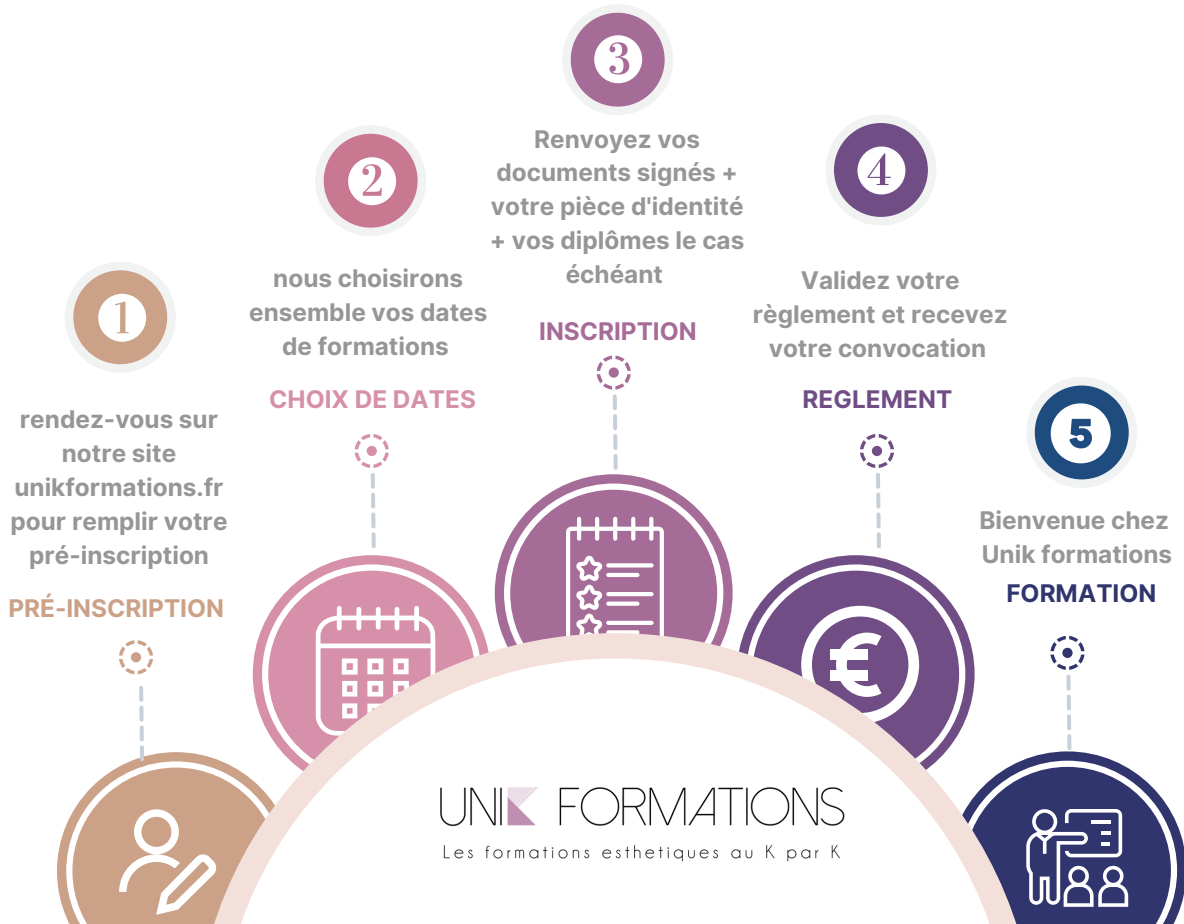 1
rendez-vous sur
notre site
unikformations.fr
pour remplir votre
pré-inscription
PRÉ-INSCRIPTION
2
nous choisirons
ensemble vos dates
de formations
CHOIX DE DATES
3
Renvoyez vos
documents signés +
votre pièce d'identité
+ vos diplômes le cas
échéant
INSCRIPTION
4
Validez votre
règlement et recevez
votre convocation
REGLEMENT
5
Bienvenue chez
Unik formations
FORMATION
€
UNIK FORMATIONS
Les formations esthetiques au K par K